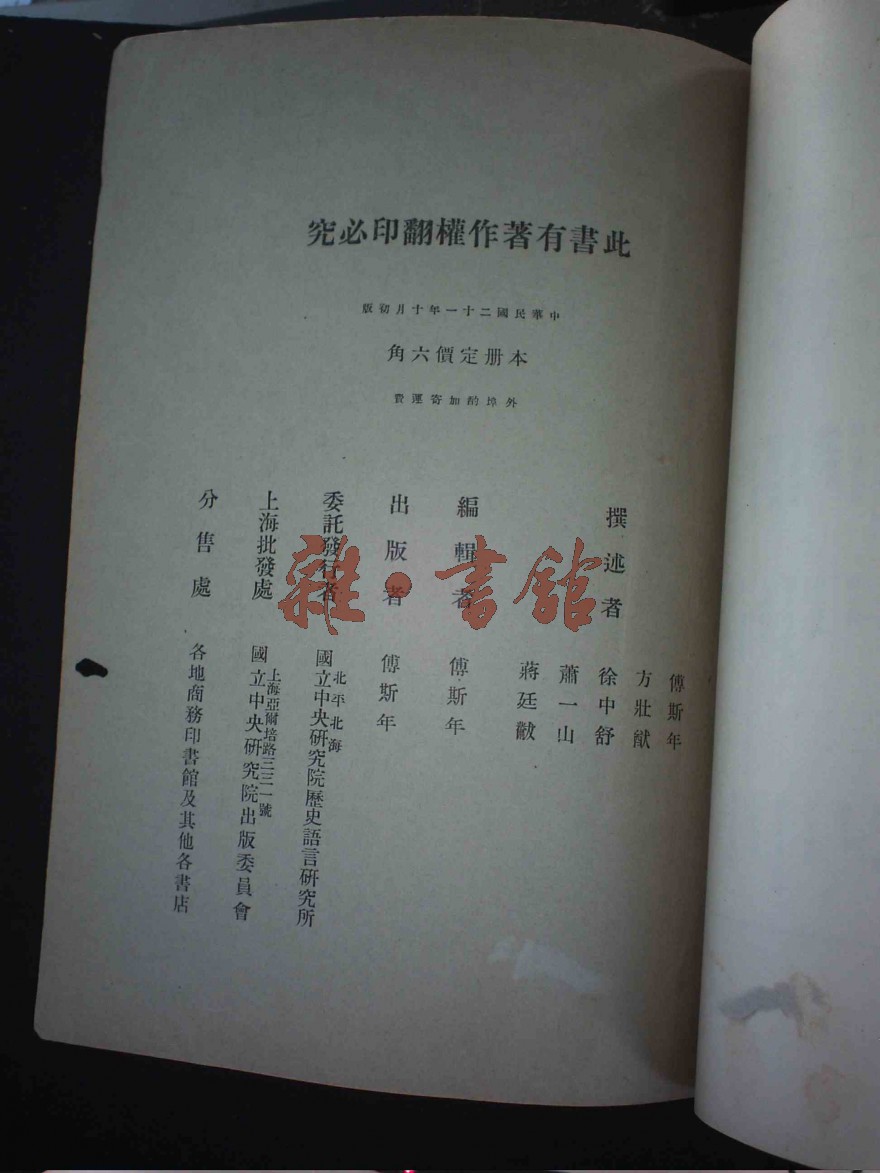 此書有著作權翻印必究
中華民國二十一年十月初版
本册定價六角
外埠酌加寄運費
撰述者
傅斯年
方壯猷
徐中舒
蕭一山
蔣廷黻
編輯者 傅斯年
出版者 傅斯年
委託發行者
北平北海
國立中央研究院歷史語言研究所
上海批發處
上海亞爾培路三三一號
國立中央研究院出版委員會
分售處 各地商務印書館及其他各書店
雜·書館